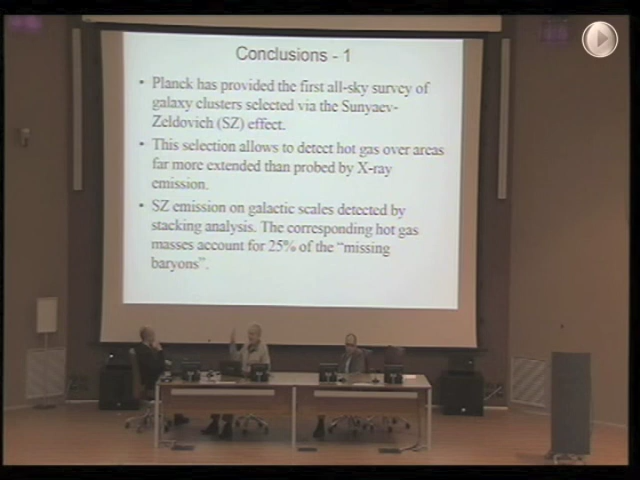 Conclusions - 1
• Planck has provided the first all-sky survey of
galaxy clusters selected via the Sunyaev-
Zeldovich (SZ) effect.
• This selection allows to detect hot gas over areas
far more extended than probed by X-ray
emission.
• SZ emission on galactic scales detected by
stacking analysis. The corresponding hot gas
masses account for 25% of the “missing
baryons”.